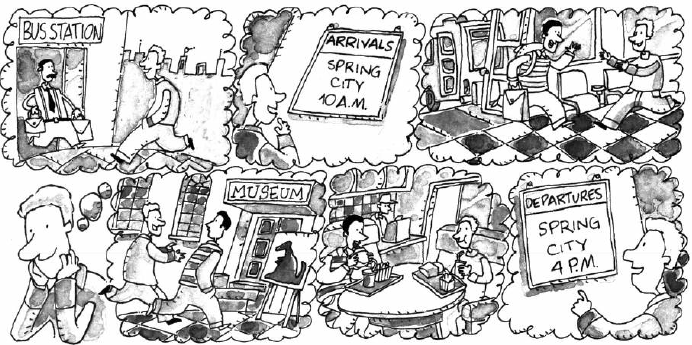 BUS STATION
ARRIVALS
SPRING
CITY
10 A.M.
MUSEUM
DEPARTURES
SPRING
CITY
4 P.M.